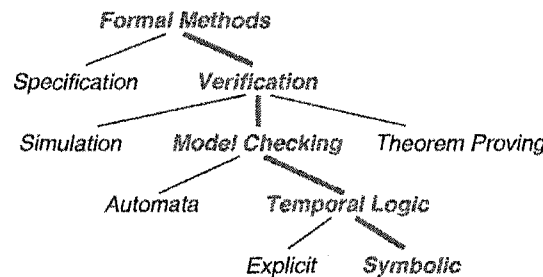 Formal Methods
Specification Verification
Simulation Model Checking Theorem Proving
Automata Temporal Logic
Explicit Symbolic